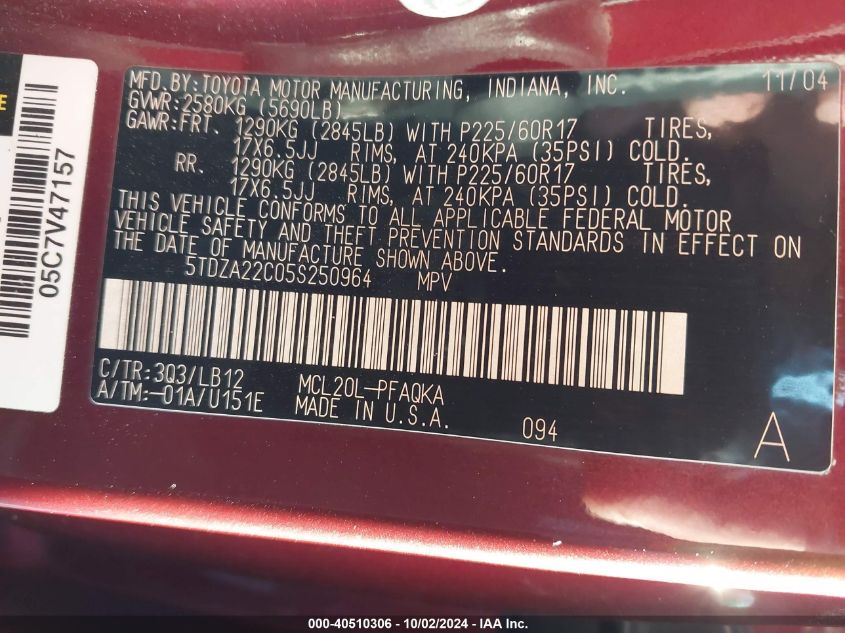 MFD.BY:TOYOTA MOTOR MANUFACTURING, INDIANA, INC. 11/04
GVWR:2580KG (5690LB)
GAWR:FRT. 1290KG (2845LB) WITH P225/60R17 TIRES,
17X6.5JJ RIMS, AT 240KPA (35PSI) COLD.
RR. 1290KG (2845LB) WITH P225/60R17 TIRES,
17X6.5JJ RIMS, AT 240KPA (35PSI) COLD.
THIS VEHICLE CONFORMS TO ALL APPLICABLE FEDERAL MOTOR
VEHICLE SAFETY AND THEFT PREVENTION STANDARDS IN EFFECT ON
THE DATE OF MANUFACTURE SHOWN ABOVE.
5TDZA22C05S250964 MPV
C/TR:3Q3/LB12 MCL20L-PFAQKA
A/TM:-01A/U151E MADE IN U.S.A. 094 A
05C7V47157
000-40510306 - 10/02/2024 - IAA Inc.